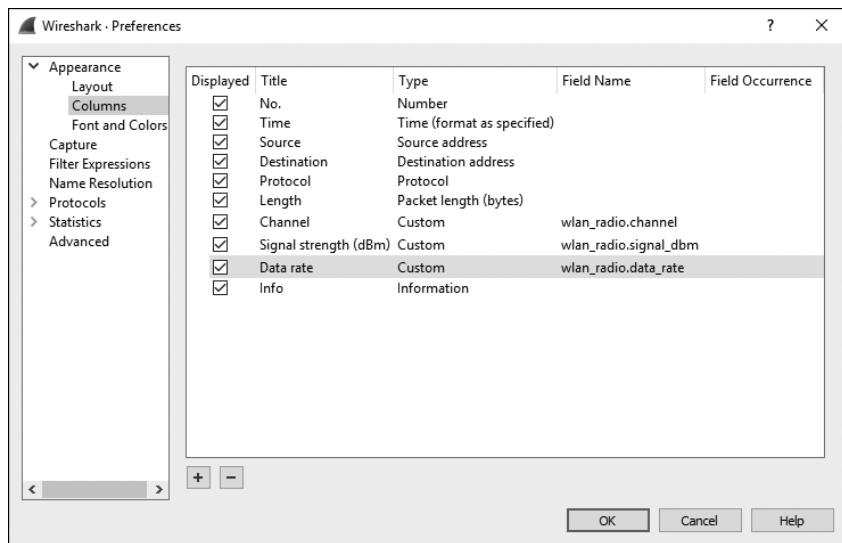 Wireshark · Preferences
? ×
Appearance
Layout
Columns
Font and Colors
Capture
Filter Expressions
Name Resolution
Protocols
Statistics
Advanced
Displayed Title Type Field Name Field Occurrence
No. Number
Time Time (format as specified)
Source Source address
Destination Destination address
Protocol Protocol
Length Packet length (bytes)
Channel Custom wlan_radio.channel
Signal strength (dBm) Custom wlan_radio.signal_dbm
Data rate Custom wlan_radio.data_rate
Info Information
+ −
OK Cancel Help